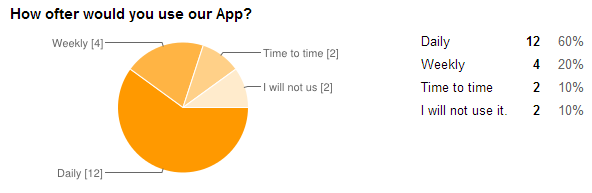 How ofter would you use our App?
Weekly [4]
Time to time [2]
I will not us [2]
Daily [12]
Daily 12 60%
Weekly 4 20%
Time to time 2 10%
I will not use it. 2 10%